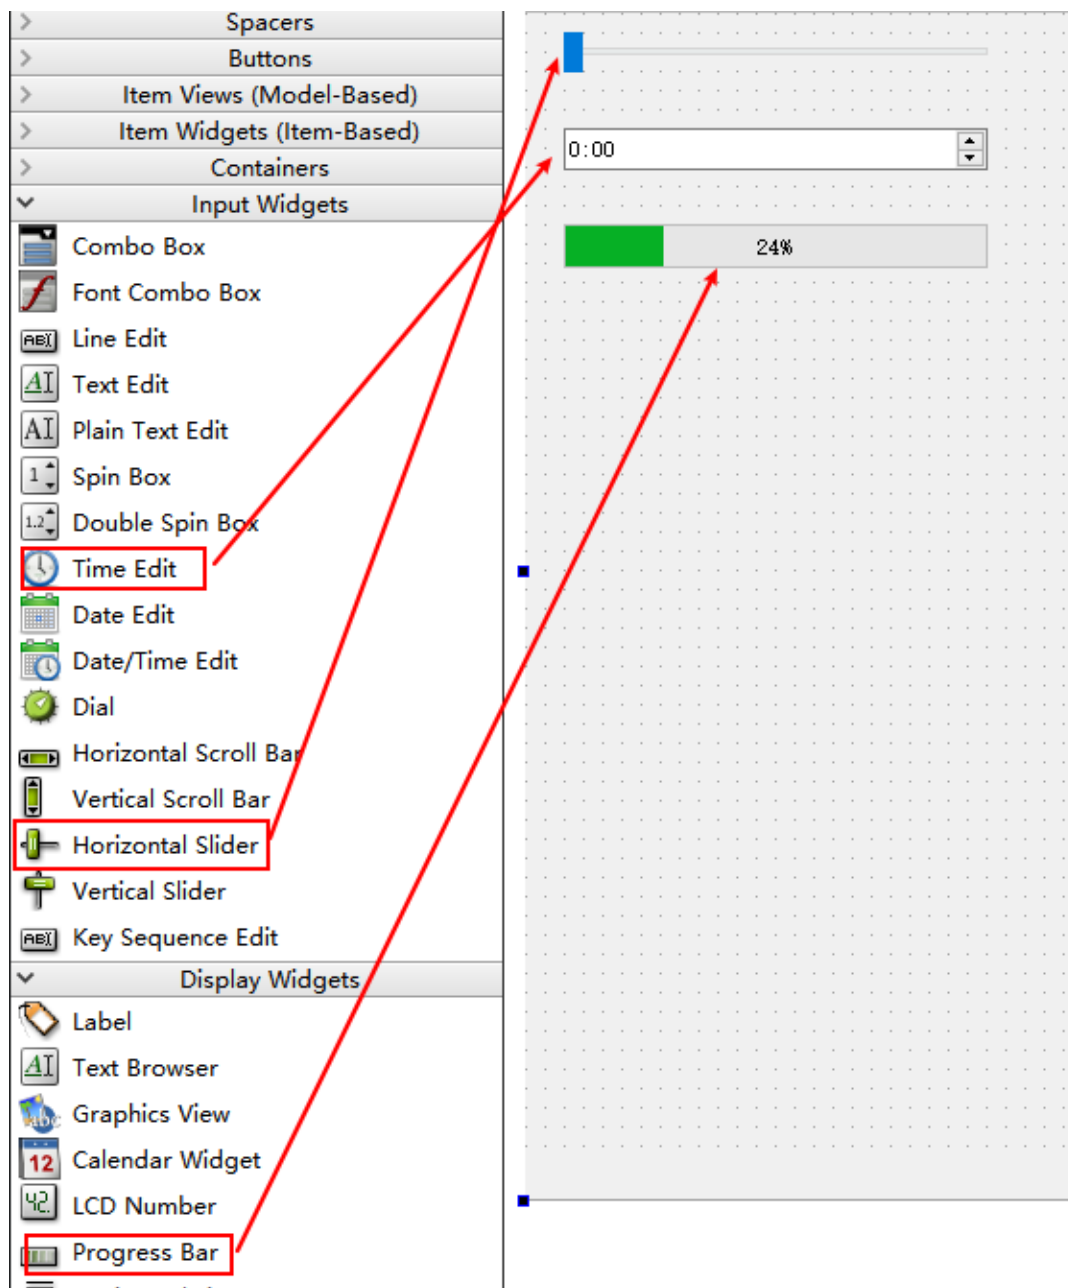 Spacers
Buttons
Item Views (Model-Based)
Item Widgets (Item-Based)
Containers
Input Widgets
Combo Box
Font Combo Box
Line Edit
Text Edit
Plain Text Edit
Spin Box
Double Spin Box
Time Edit
Date Edit
Date/Time Edit
Dial
Horizontal Scroll Bar
Vertical Scroll Bar
Horizontal Slider
Vertical Slider
Key Sequence Edit
Display Widgets
Label
Text Browser
Graphics View
12 Calendar Widget
42. LCD Number
Progress Bar
0:00
24%